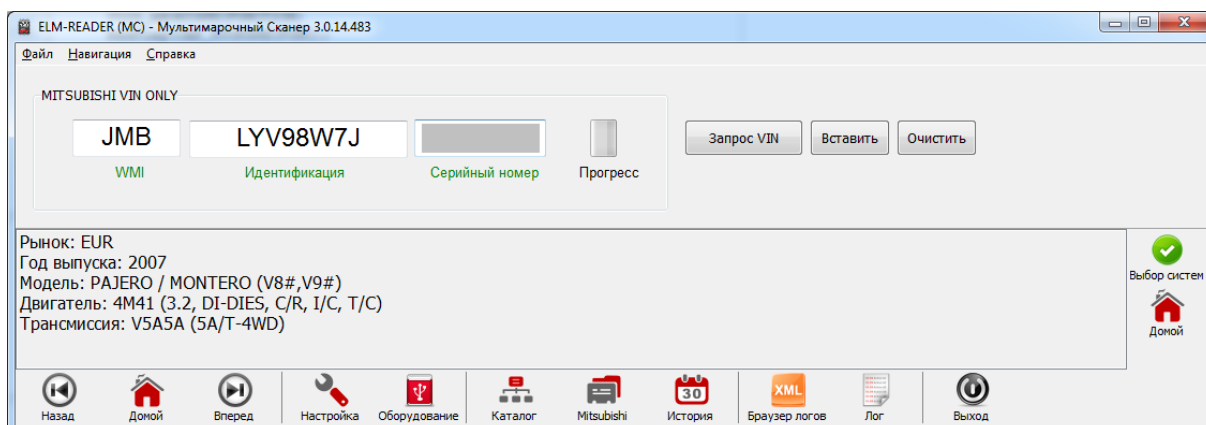 ELM-READER (MC) - Мультимарочный Сканер 3.0.14.483
Файл Навигация Справка
MITSUBISHI VIN ONLY
JMB LYV98W7J Запрос VIN Вставить Очистить
WMI Идентификация Серийный номер Прогресс
Рынок: EUR
Год выпуска: 2007
Модель: PAJERO / MONTERO (V8#,V9#)
Двигатель: 4M41 (3.2, DI-DIES, C/R, I/C, T/C)
Трансмиссия: V5A5A (5A/T-4WD)
Выбор систем
Домой
30 XML
Назад Домой Вперед Настройка Оборудование Каталог Mitsubishi История Браузер логов Лог Выход